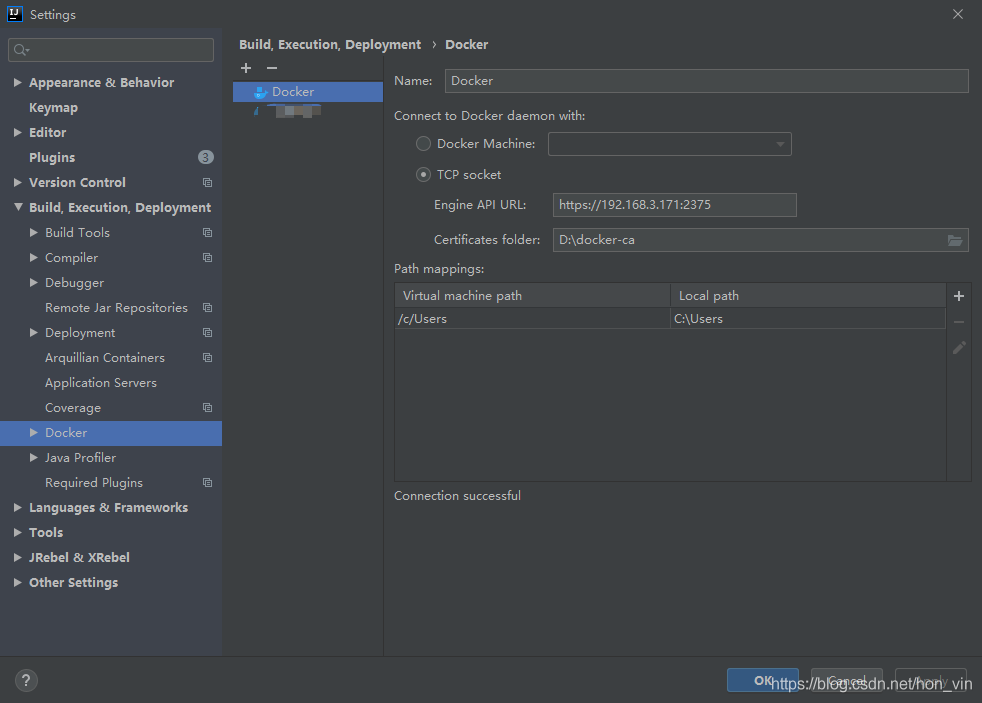 Settings
Build, Execution, Deployment › Docker
Appearance & Behavior
Keymap
Editor
Plugins 3
Version Control
Build, Execution, Deployment
Build Tools
Compiler
Debugger
Remote Jar Repositories
Deployment
Arquillian Containers
Application Servers
Coverage
Docker
Java Profiler
Required Plugins
Languages & Frameworks
Tools
JRebel & XRebel
Other Settings
Docker
Name: Docker
Connect to Docker daemon with:
Docker Machine:
TCP socket
Engine API URL: https://192.168.3.171:2375
Certificates folder: D:\docker-ca
Path mappings:
Virtual machine path Local path
/c/Users C:\Users
Connection successful
?
OK Cancel Apply
https://blog.csdn.net/hon_vin